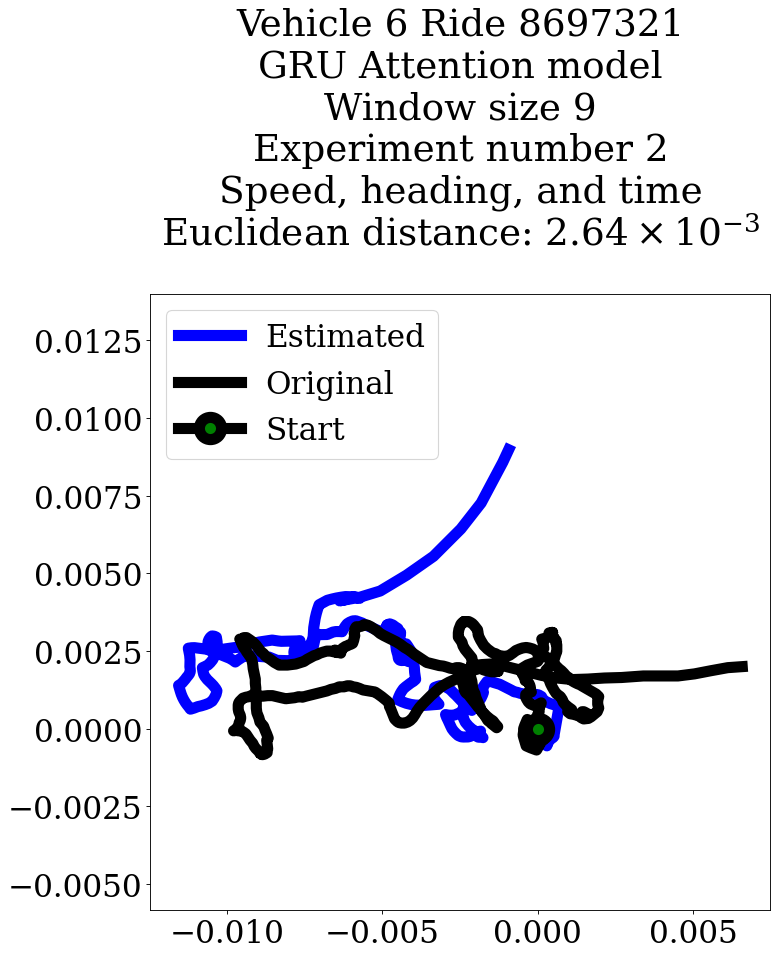 Vehicle 6 Ride 8697321
GRU Attention model
Window size 9
Experiment number 2
Speed, heading, and time
Euclidean distance: 2.64 × 10⁻³
Estimated
Original
Start
0.0125
0.0100
0.0075
0.0050
0.0025
0.0000
−0.0025
−0.0050
−0.010 −0.005 0.000 0.005